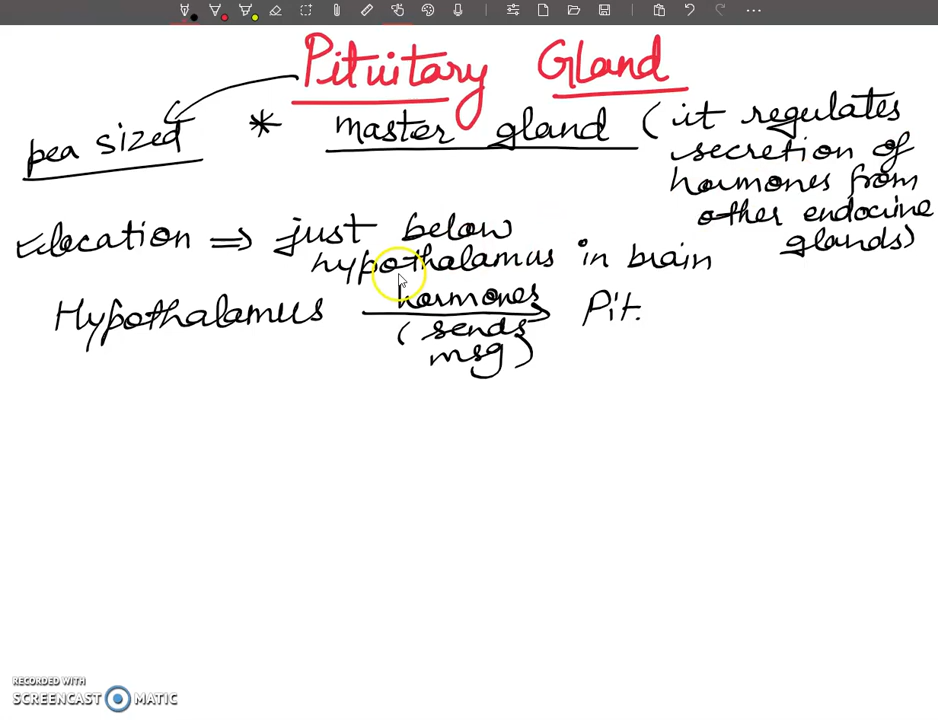 Pituitary Gland
pea sized * master gland (it regulates
secretion of
hormones from
other endocrine
glands)
location ⇒ just below
hypothalamus in brain
Hypothalamus hormones → Pit.
(sends
msg)
RECORDED WITH
SCREENCAST MATIC